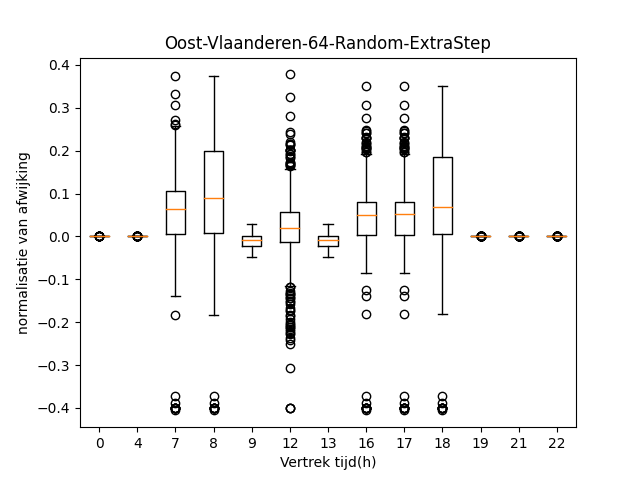 Oost-Vlaanderen-64-Random-ExtraStep
normalisatie van afwijking
0.4
0.3
0.2
0.1
0.0
−0.1
−0.2
−0.3
−0.4
0 4 7 8 9 12 13 16 17 18 19 21 22
Vertrek tijd(h)